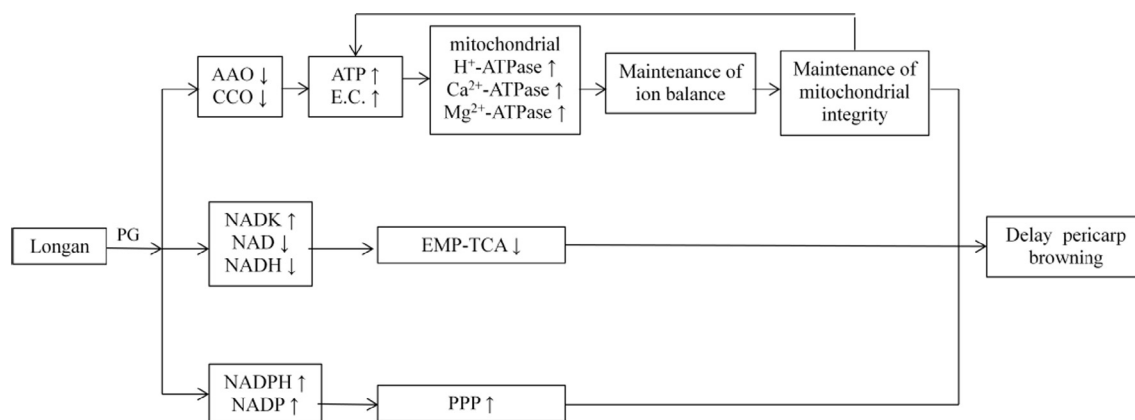 AAO ↓
CCO ↓
ATP ↑
E.C. ↑
mitochondrial
H⁺-ATPase ↑
Ca²⁺-ATPase ↑
Mg²⁺-ATPase ↑
Maintenance of
ion balance
Maintenance of
mitochondrial
integrity
Longan
PG
NADK ↑
NAD ↓
NADH ↓
EMP-TCA ↓
Delay pericarp
browning
NADPH ↑
NADP ↑
PPP ↑